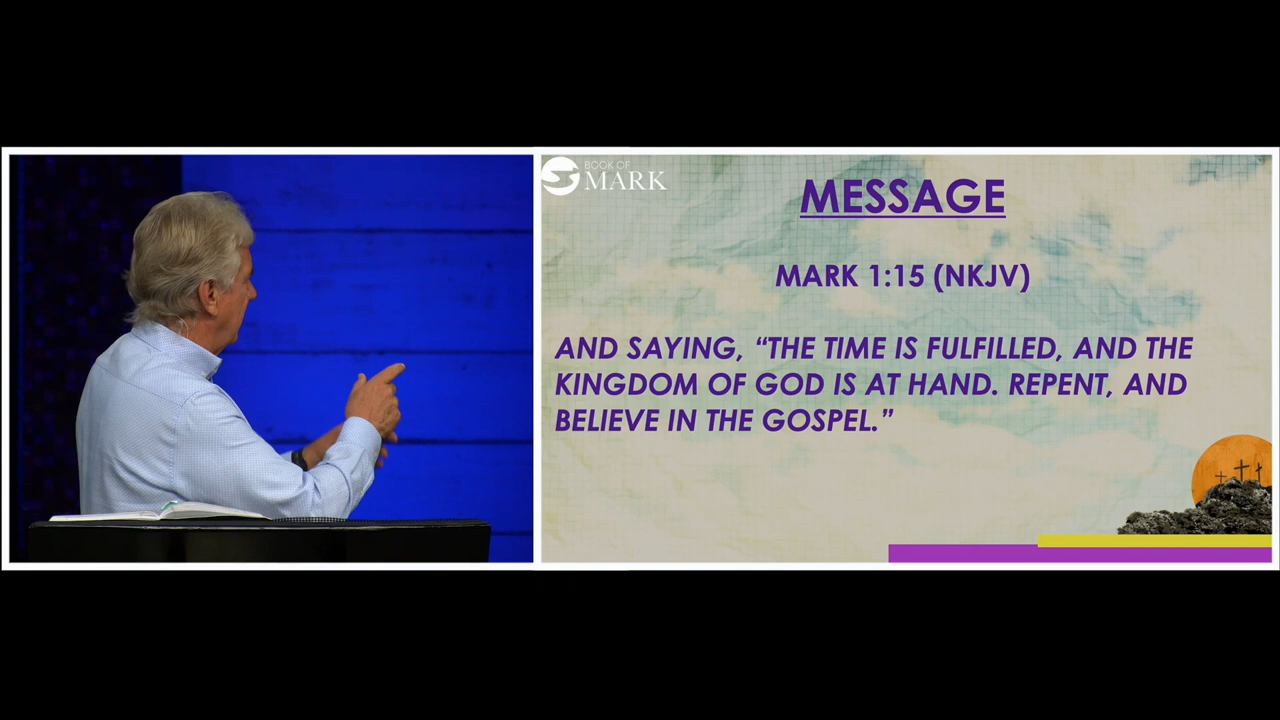 BOOK OF
MARK
MESSAGE
MARK 1:15 (NKJV)
AND SAYING, “THE TIME IS FULFILLED, AND THE
KINGDOM OF GOD IS AT HAND. REPENT, AND
BELIEVE IN THE GOSPEL.”